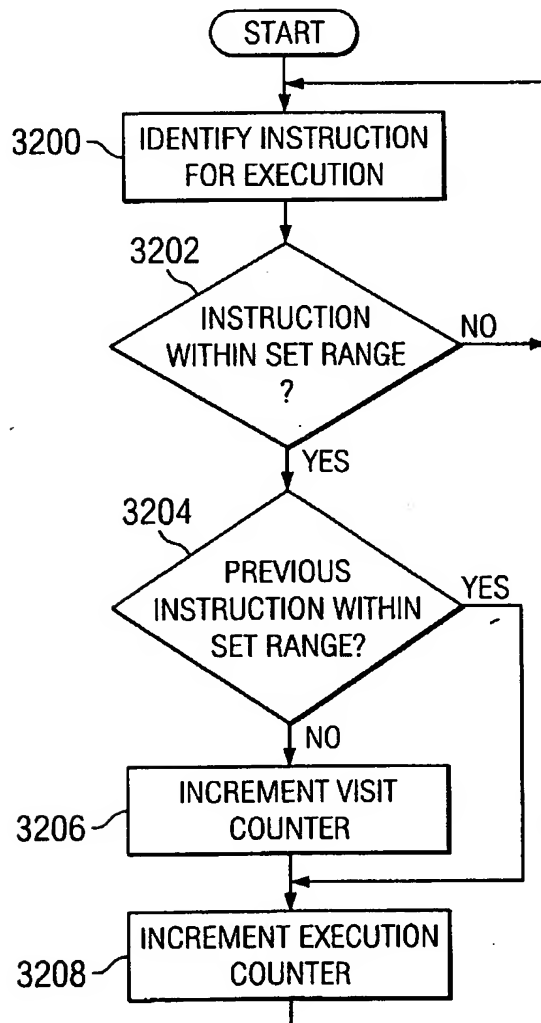 START
3200
IDENTIFY INSTRUCTION
FOR EXECUTION
3202
INSTRUCTION
WITHIN SET RANGE
?
NO
YES
3204
PREVIOUS
INSTRUCTION WITHIN
SET RANGE?
YES
NO
3206
INCREMENT VISIT
COUNTER
3208
INCREMENT EXECUTION
COUNTER